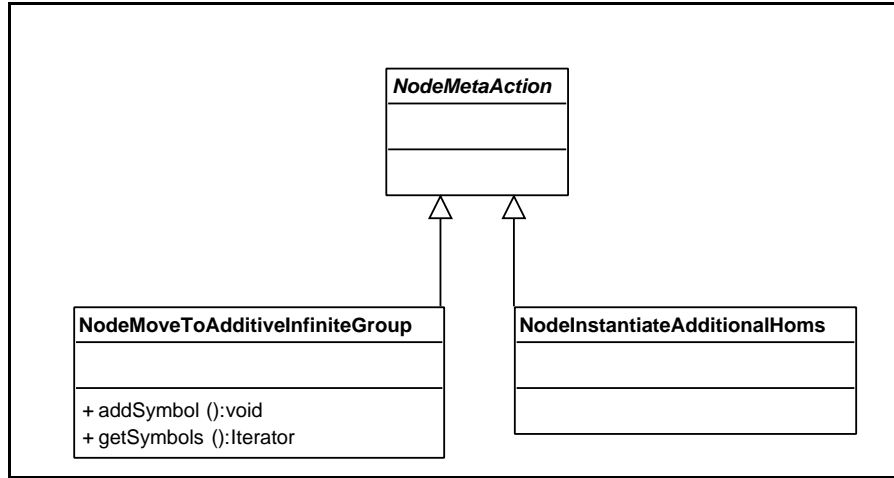 NodeMetaAction
NodeMoveToAdditiveInfiniteGroup
+ addSymbol ():void
+ getSymbols ():Iterator
NodeInstantiateAdditionalHoms